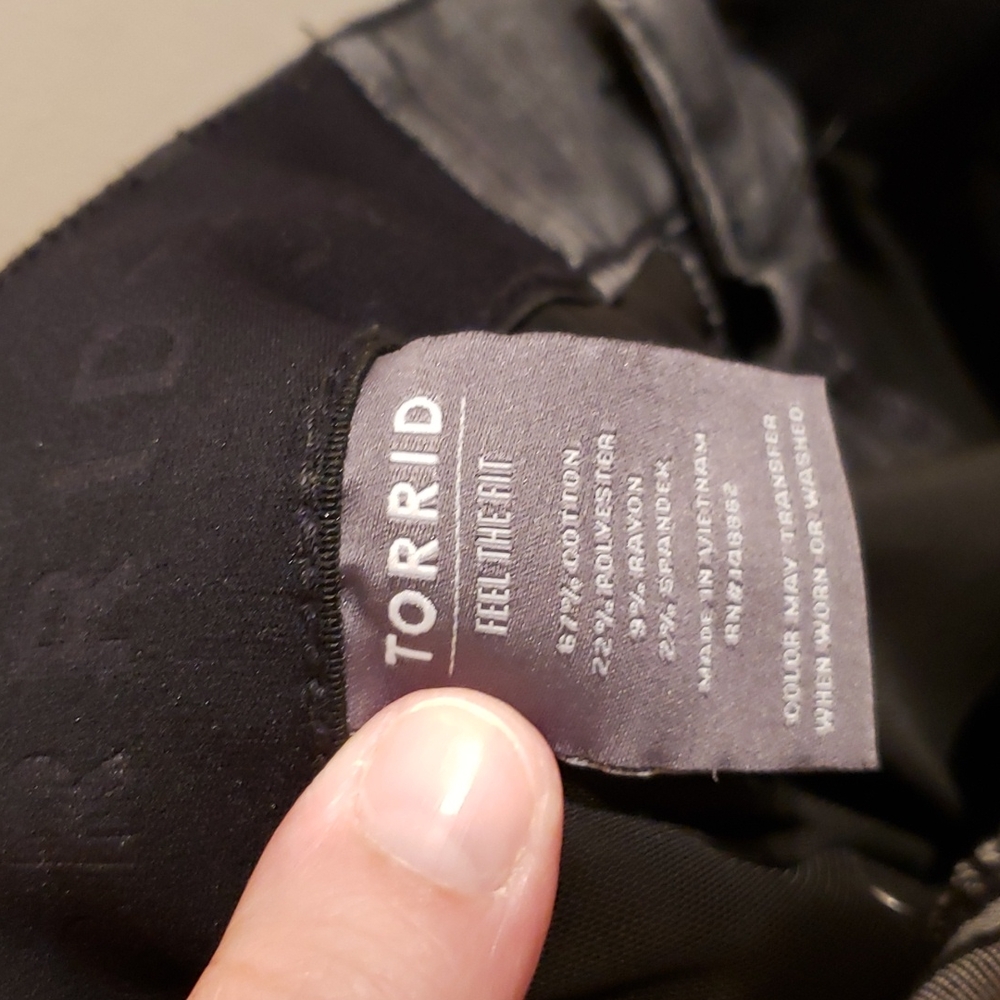 TORRID
FEEL THE FIT
67% COTTON
22% POLYESTER
9% RAYON
2% SPANDEX
MADE IN VIETNAM
RN#148862
COLOR MAY TRANSFER
WHEN WORN OR WASHED